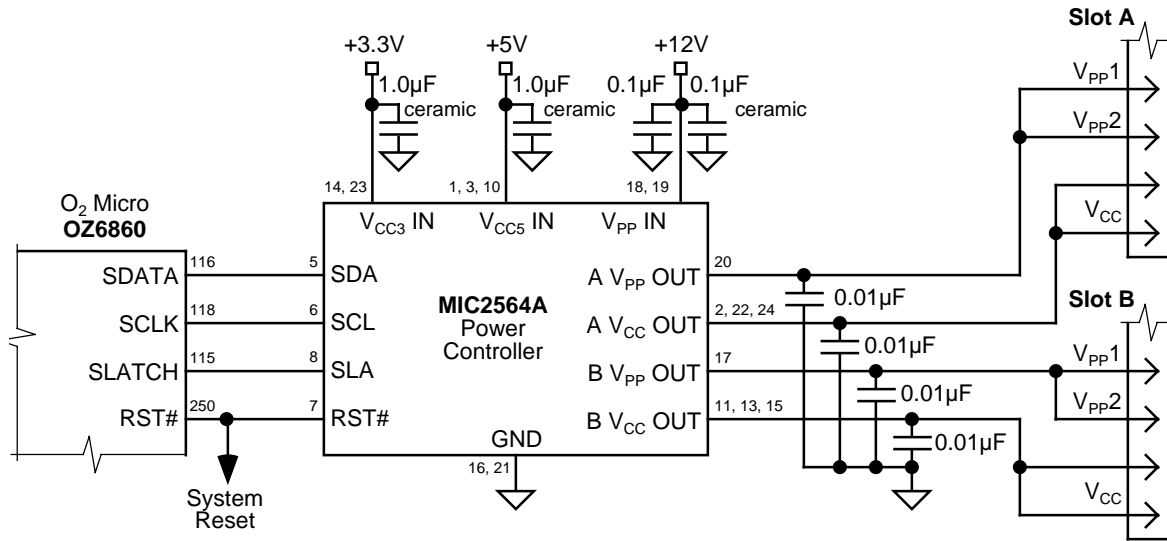 Slot A
+3.3V
+5V
+12V
1.0µF
ceramic
1.0µF
ceramic
0.1µF
0.1µF
ceramic
VPP1
VPP2
VCC
14, 23
1, 3, 10
18, 19
O2 Micro
OZ6860
VCC3 IN
VCC5 IN
VPP IN
SDATA
116
5
SDA
SCLK
118
6
SCL
SLATCH
115
8
SLA
RST#
250
7
RST#
MIC2564A
Power
Controller
A VPP OUT
20
A VCC OUT
2, 22, 24
B VPP OUT
17
B VCC OUT
11, 13, 15
GND
16, 21
0.01µF
0.01µF
0.01µF
0.01µF
Slot B
VPP1
VPP2
VCC
System
Reset